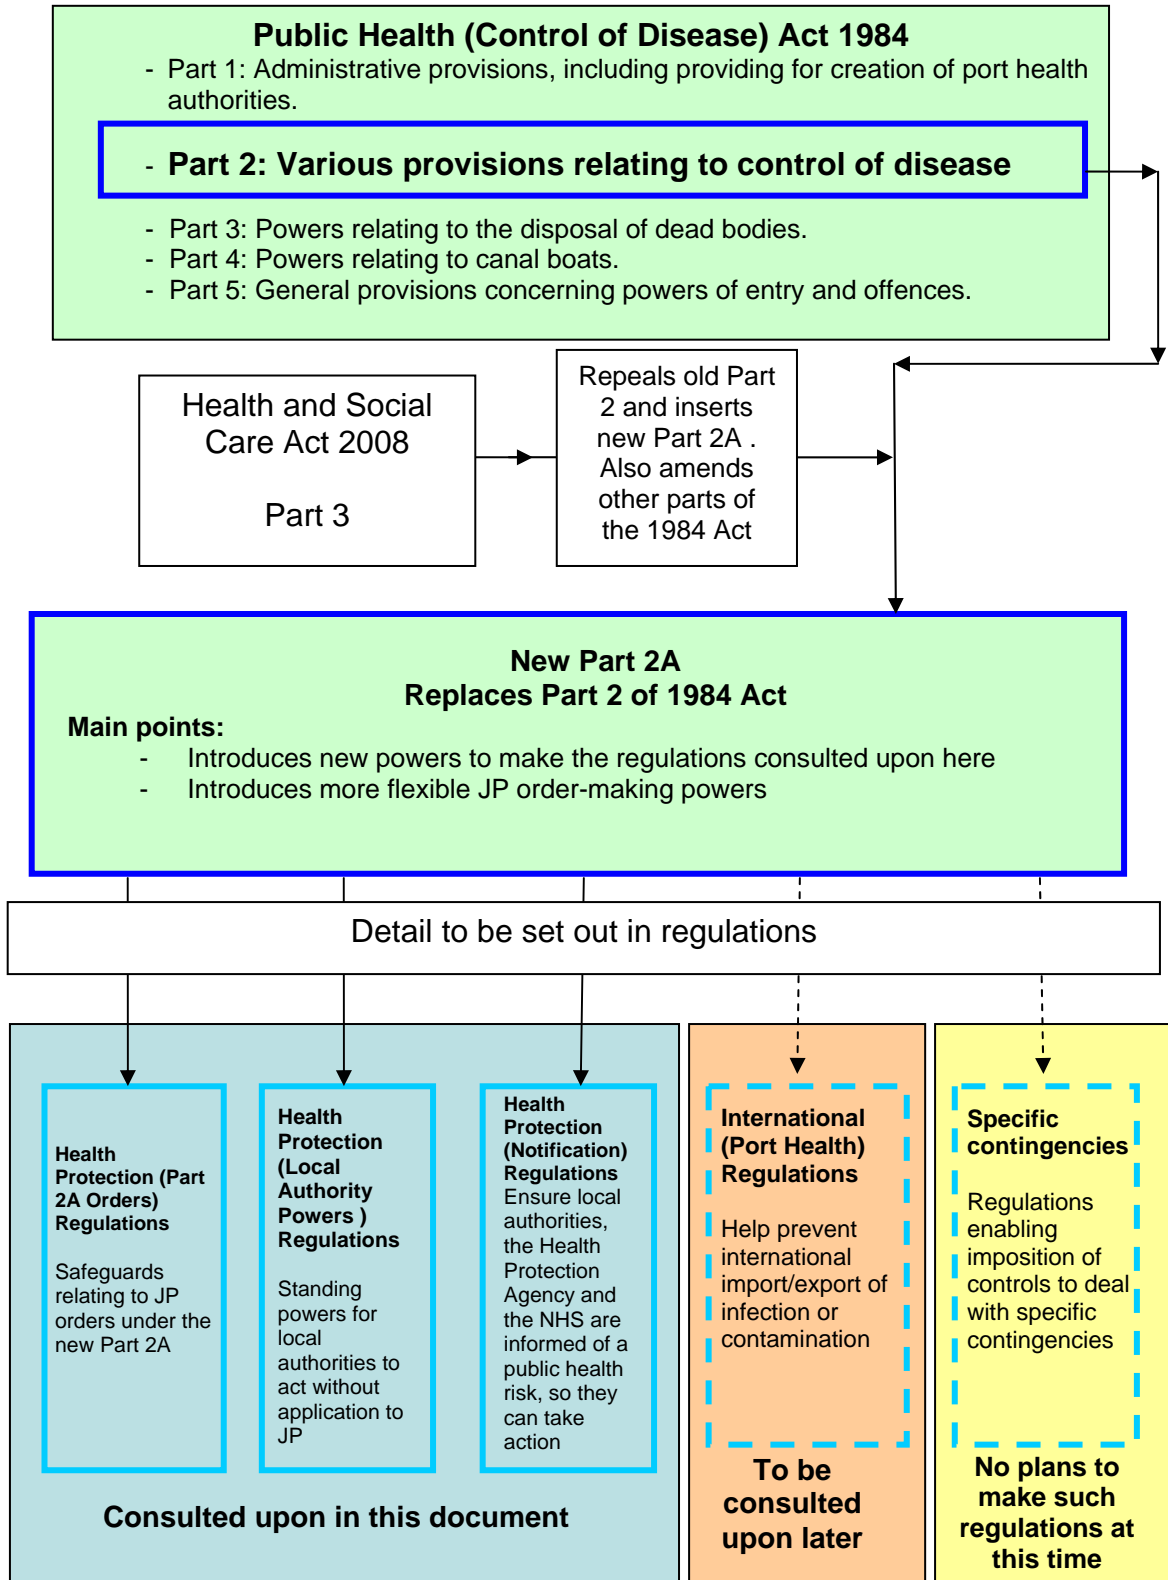 Public Health (Control of Disease) Act 1984
- Part 1: Administrative provisions, including providing for creation of port health
authorities.
- Part 2: Various provisions relating to control of disease
- Part 3: Powers relating to the disposal of dead bodies.
- Part 4: Powers relating to canal boats.
- Part 5: General provisions concerning powers of entry and offences.
Health and Social
Care Act 2008
Part 3
Repeals old Part
2 and inserts
new Part 2A .
Also amends
other parts of
the 1984 Act
New Part 2A
Replaces Part 2 of 1984 Act
Main points:
- Introduces new powers to make the regulations consulted upon here
- Introduces more flexible JP order-making powers
Detail to be set out in regulations
Health
Protection (Part
2A Orders)
Regulations
Safeguards
relating to JP
orders under the
new Part 2A
Health
Protection
(Local
Authority
Powers )
Regulations
Standing
powers for
local
authorities to
act without
application to
JP
Health
Protection
(Notification)
Regulations
Ensure local
authorities,
the Health
Protection
Agency and
the NHS are
informed of a
public health
risk, so they
can take
action
Consulted upon in this document
International
(Port Health)
Regulations
Help prevent
international
import/export of
infection or
contamination
To be
consulted
upon later
Specific
contingencies
Regulations
enabling
imposition of
controls to deal
with specific
contingencies
No plans to
make such
regulations at
this time